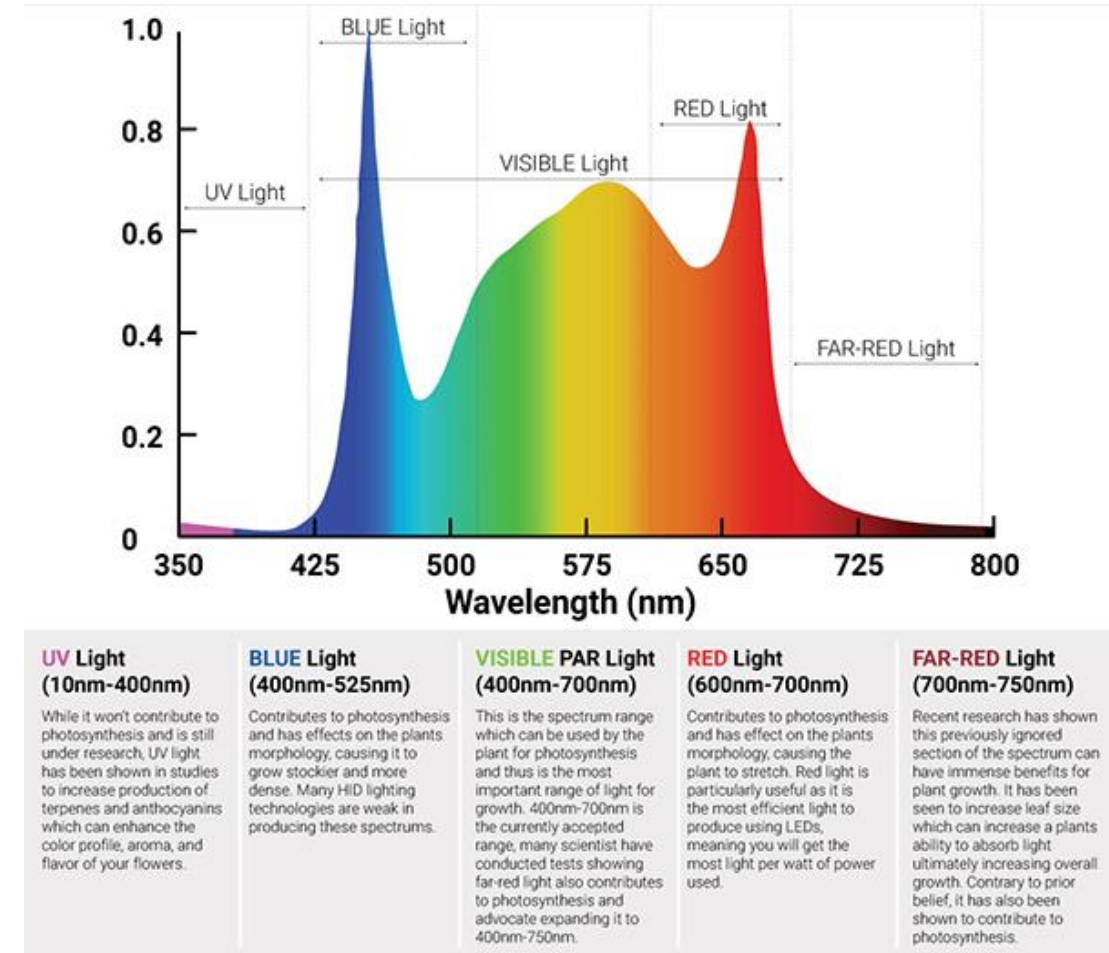 1.0
BLUE Light
RED Light
0.8
VISIBLE Light
UV Light
0.6
0.4
FAR-RED Light
0.2
0
350 425 500 575 650 725 800
Wavelength (nm)
UV Light
(10nm-400nm)
While it won't contribute to
photosynthesis and is still
under research, UV light
has been shown in studies
to increase production of
terpenes and anthocyanins
which can enhance the
color profile, aroma, and
flavor of your flowers.
BLUE Light
(400nm-525nm)
Contributes to photosynthesis
and has effects on the plants
morphology, causing it to
grow stockier and more
dense. Many HID lighting
technologies are weak in
producing these spectrums.
VISIBLE PAR Light
(400nm-700nm)
This is the spectrum range
which can be used by the
plant for photosynthesis
and thus is the most
important range of light for
growth. 400nm-700nm is
the currently accepted
range, many scientist have
conducted tests showing
far-red light also contributes
to photosynthesis and
advocate expanding it to
400nm-750nm.
RED Light
(600nm-700nm)
Contributes to photosynthesis
and has effect on the plants
morphology, causing the
plant to stretch. Red light is
particularly useful as it is
the most efficient light to
produce using LEDs,
meaning you will get the
most light per watt of power
used.
FAR-RED Light
(700nm-750nm)
Recent research has shown
this previously ignored
section of the spectrum can
have immense benefits for
plant growth. It has been
seen to increase leaf size
which can increase a plants
ability to absorb light
ultimately increasing overall
growth. Contrary to prior
belief, it has also been
shown to contribute to
photosynthesis.